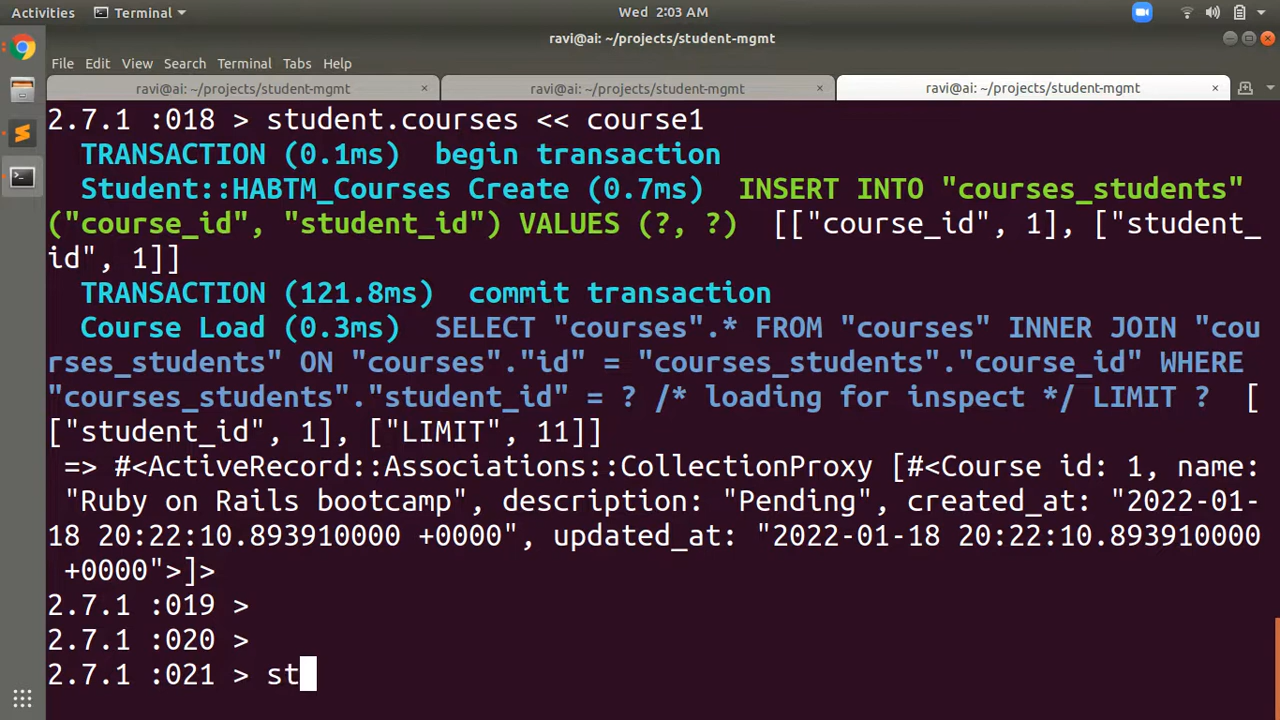 Activities
Terminal
Wed 2:03 AM
ravi@ai: ~/projects/student-mgmt
File Edit View Search Terminal Tabs Help
ravi@ai: ~/projects/student-mgmt × ravi@ai: ~/projects/student-mgmt × ravi@ai: ~/projects/student-mgmt ×
2.7.1 :018 > student.courses << course1
TRANSACTION (0.1ms) begin transaction
Student::HABTM_Courses Create (0.7ms) INSERT INTO "courses_students"
("course_id", "student_id") VALUES (?, ?) [["course_id", 1], ["student_
id", 1]]
TRANSACTION (121.8ms) commit transaction
Course Load (0.3ms) SELECT "courses".* FROM "courses" INNER JOIN "cou
rses_students" ON "courses"."id" = "courses_students"."course_id" WHERE
"courses_students"."student_id" = ? /* loading for inspect */ LIMIT ? [
["student_id", 1], ["LIMIT", 11]]
=> #<ActiveRecord::Associations::CollectionProxy [#<Course id: 1, name:
"Ruby on Rails bootcamp", description: "Pending", created_at: "2022-01-
18 20:22:10.893910000 +0000", updated_at: "2022-01-18 20:22:10.893910000
+0000">]>
2.7.1 :019 >
2.7.1 :020 >
2.7.1 :021 > st